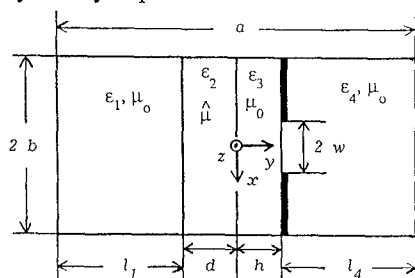 a
ε₂ ε₃
ε₁, μₒ ε₄, μₒ
μ̂ μ₀
2 b
z y 2 w
x
l₁ d h l₄